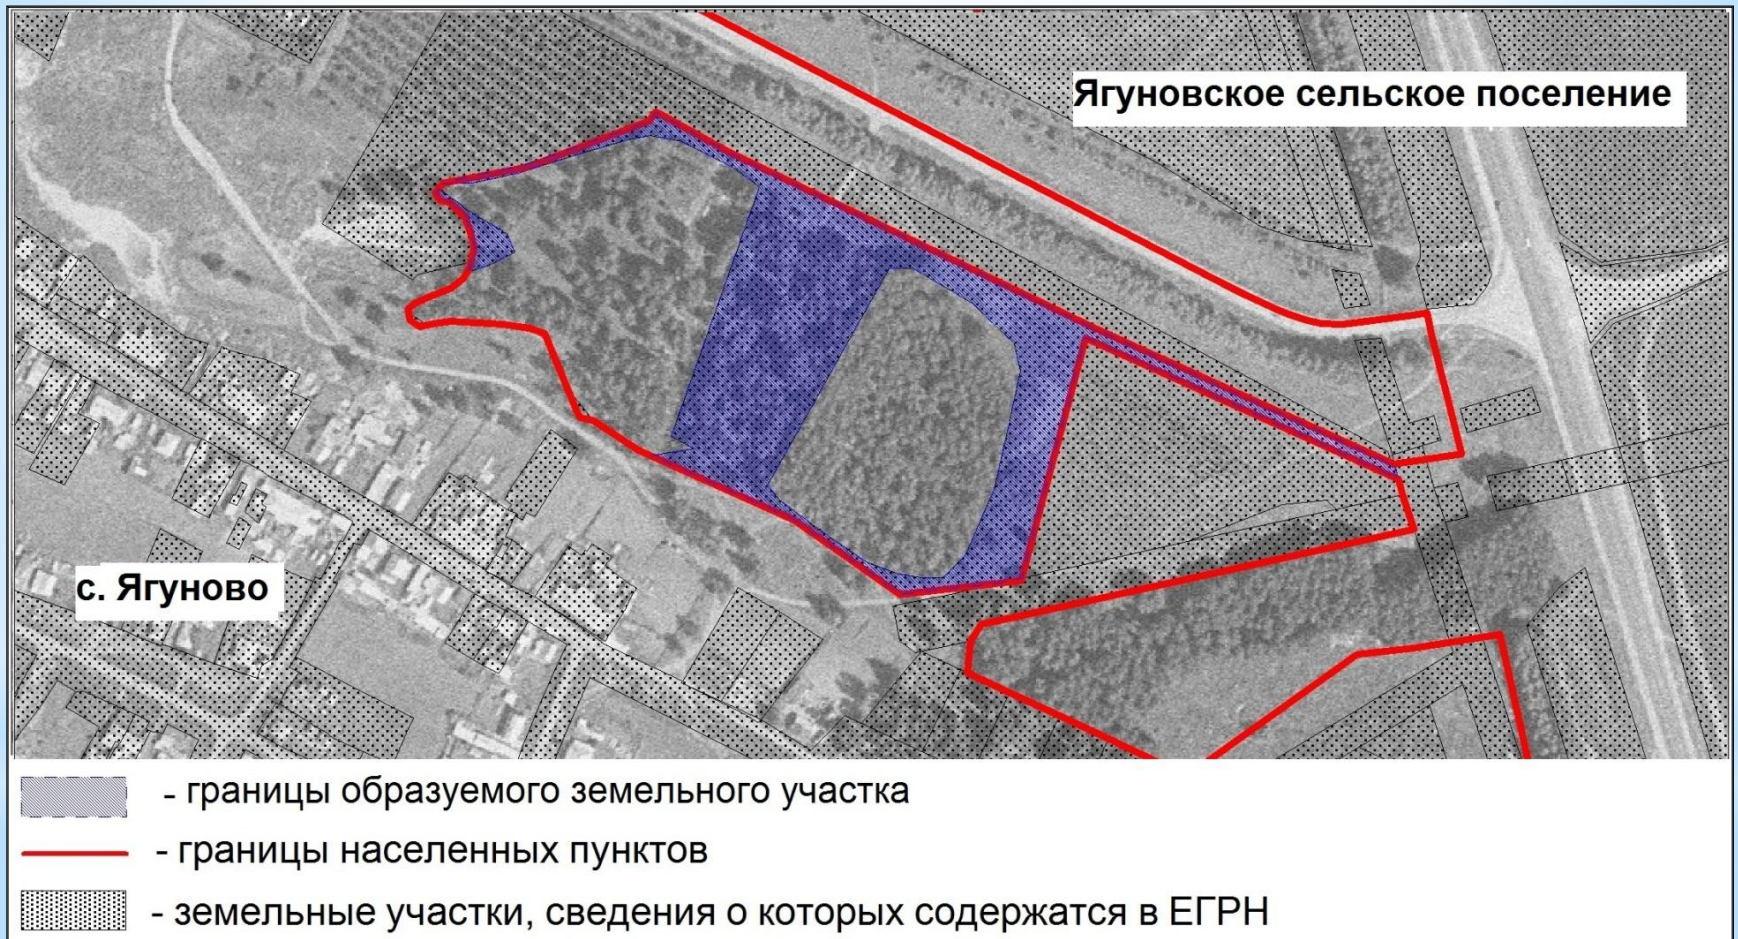 Ягуновское сельское поселение
с. Ягуново
- границы образуемого земельного участка
- границы населенных пунктов
- земельные участки, сведения о которых содержатся в ЕГРН